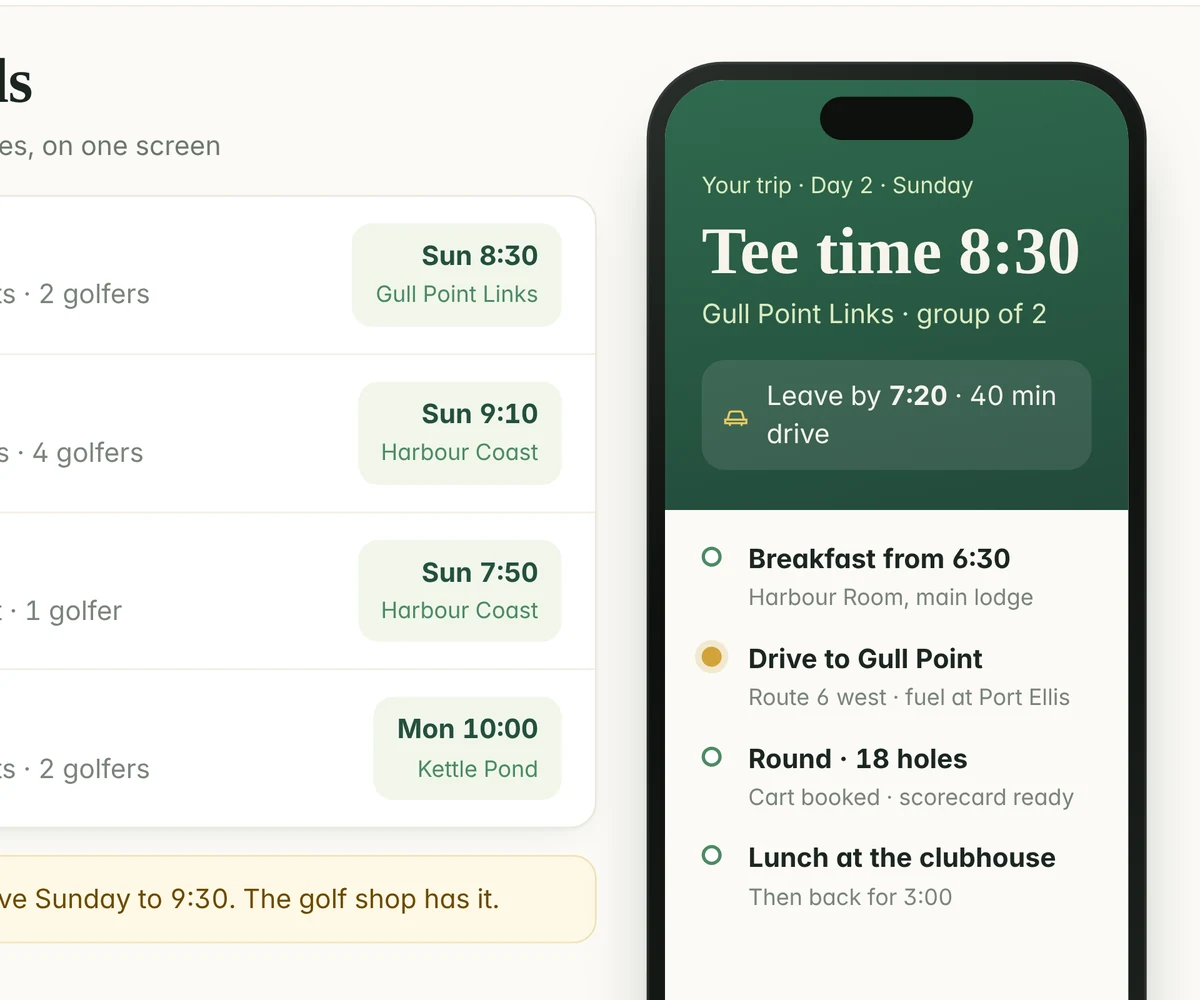 es, on one screen
Sun 8:30
· 2 golfers
Gull Point Links
Sun 9:10
· 4 golfers
Harbour Coast
Sun 7:50
· 1 golfer
Harbour Coast
Mon 10:00
· 2 golfers
Kettle Pond
ve Sunday to 9:30. The golf shop has it.
Your trip · Day 2 · Sunday
Tee time 8:30
Gull Point Links · group of 2
Leave by 7:20 · 40 min
drive
Breakfast from 6:30
Harbour Room, main lodge
Drive to Gull Point
Route 6 west · fuel at Port Ellis
Round · 18 holes
Cart booked · scorecard ready
Lunch at the clubhouse
Then back for 3:00